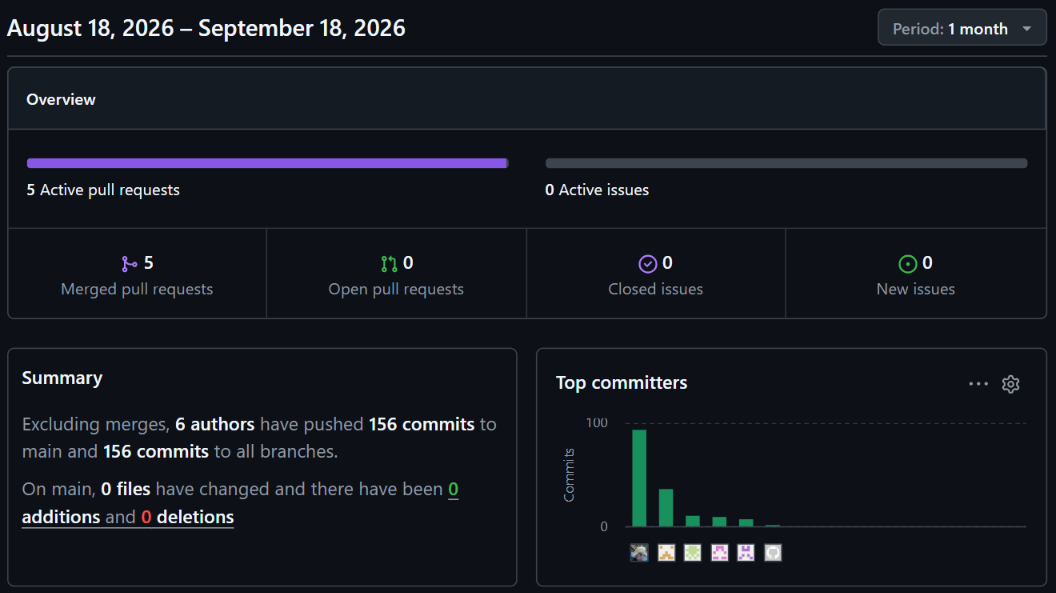 August 18, 2026 – September 18, 2026
Period: 1 month
Overview
5 Active pull requests
0 Active issues
5
Merged pull requests
0
Open pull requests
0
Closed issues
0
New issues
Summary
Excluding merges, 6 authors have pushed 156 commits to
main and 156 commits to all branches.
On main, 0 files have changed and there have been 0
additions and 0 deletions
Top committers
100
Commits
0